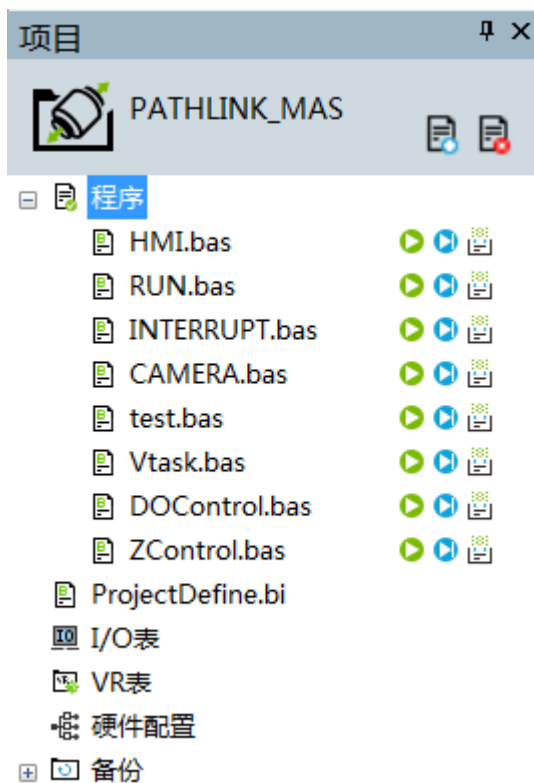 项目
PATHLINK_MAS
程序
HMI.bas
RUN.bas
INTERRUPT.bas
CAMERA.bas
test.bas
Vtask.bas
DOControl.bas
ZControl.bas
ProjectDefine.bi
I/O表
VR表
硬件配置
备份